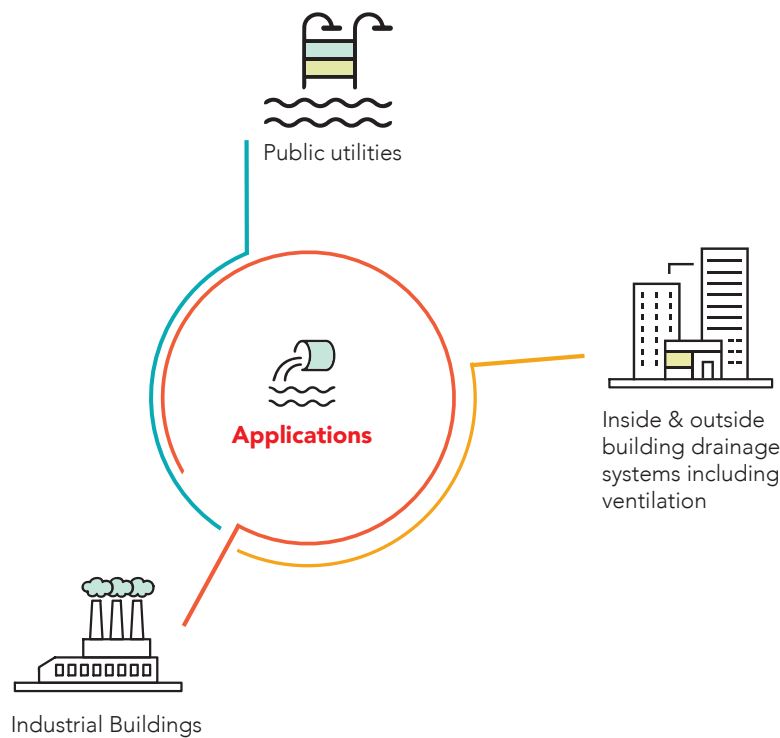 Public utilities
Applications
Inside & outside
building drainage
systems including
ventilation
Industrial Buildings